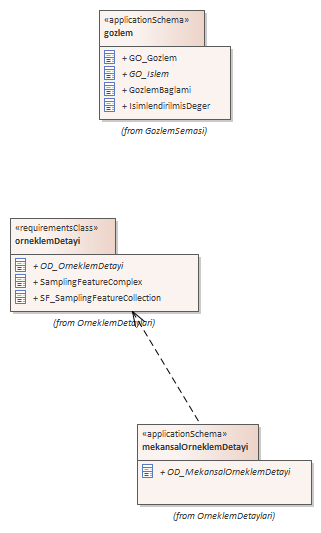 «applicationSchema»
gozlem
+ GO_Gozlem
+ GO_Islem
+ GozlemBaglami
+ IsimlendirilmisDeger
(from GozlemSemasi)
«requirementsClass»
orneklemDetayi
+ OD_OrneklemDetayi
+ SamplingFeatureComplex
+ SF_SamplingFeatureCollection
(from OrneklemDetaylari)
«applicationSchema»
mekansalOrneklemDetayi
+ OD_MekansalOrneklemDetayi
(from OrneklemDetaylari)